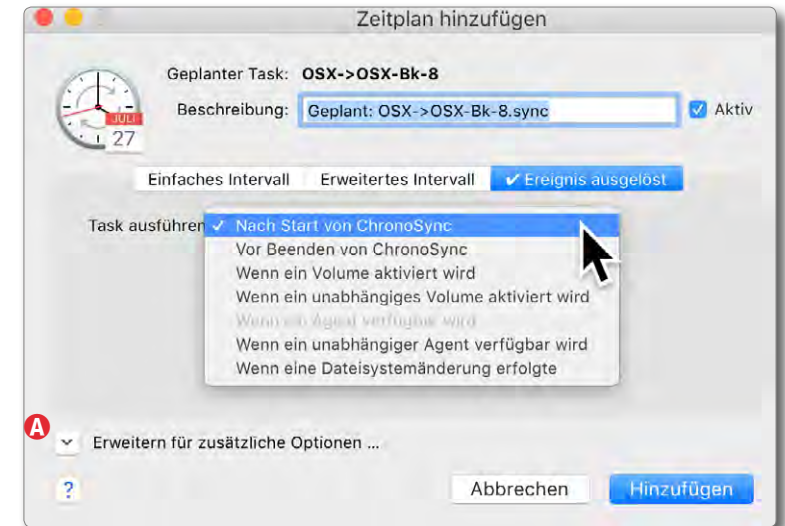 Zeitplan hinzufügen
Geplanter Task: OSX->OSX-Bk-8
Beschreibung: Geplant: OSX->OSX-Bk-8.sync Aktiv
JULI
27
Einfaches Intervall Erweitertes Intervall ✔ Ereignis ausgelöst
Task ausführen ✓ Nach Start von ChronoSync
Vor Beenden von ChronoSync
Wenn ein Volume aktiviert wird
Wenn ein unabhängiges Volume aktiviert wird
Wenn ein Agent verfügbar wird
Wenn ein unabhängiger Agent verfügbar wird
Wenn eine Dateisystemänderung erfolgte
A
Erweitern für zusätzliche Optionen ...
? Abbrechen Hinzufügen